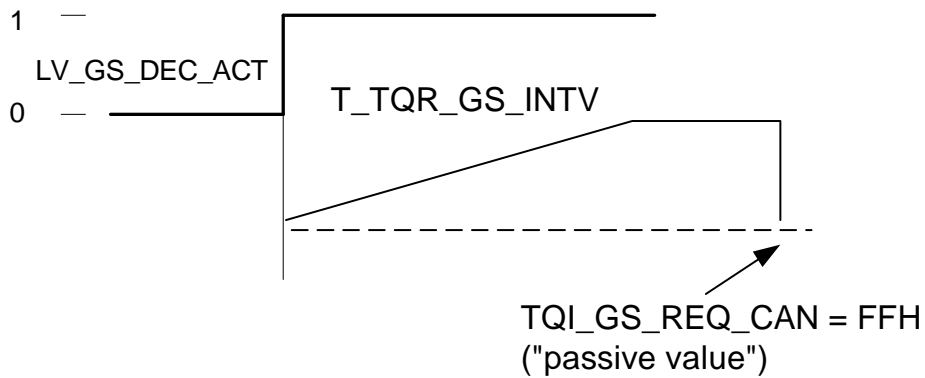 1
LV_GS_DEC_ACT
0
T_TQR_GS_INTV
TQI_GS_REQ_CAN = FFH
("passive value")